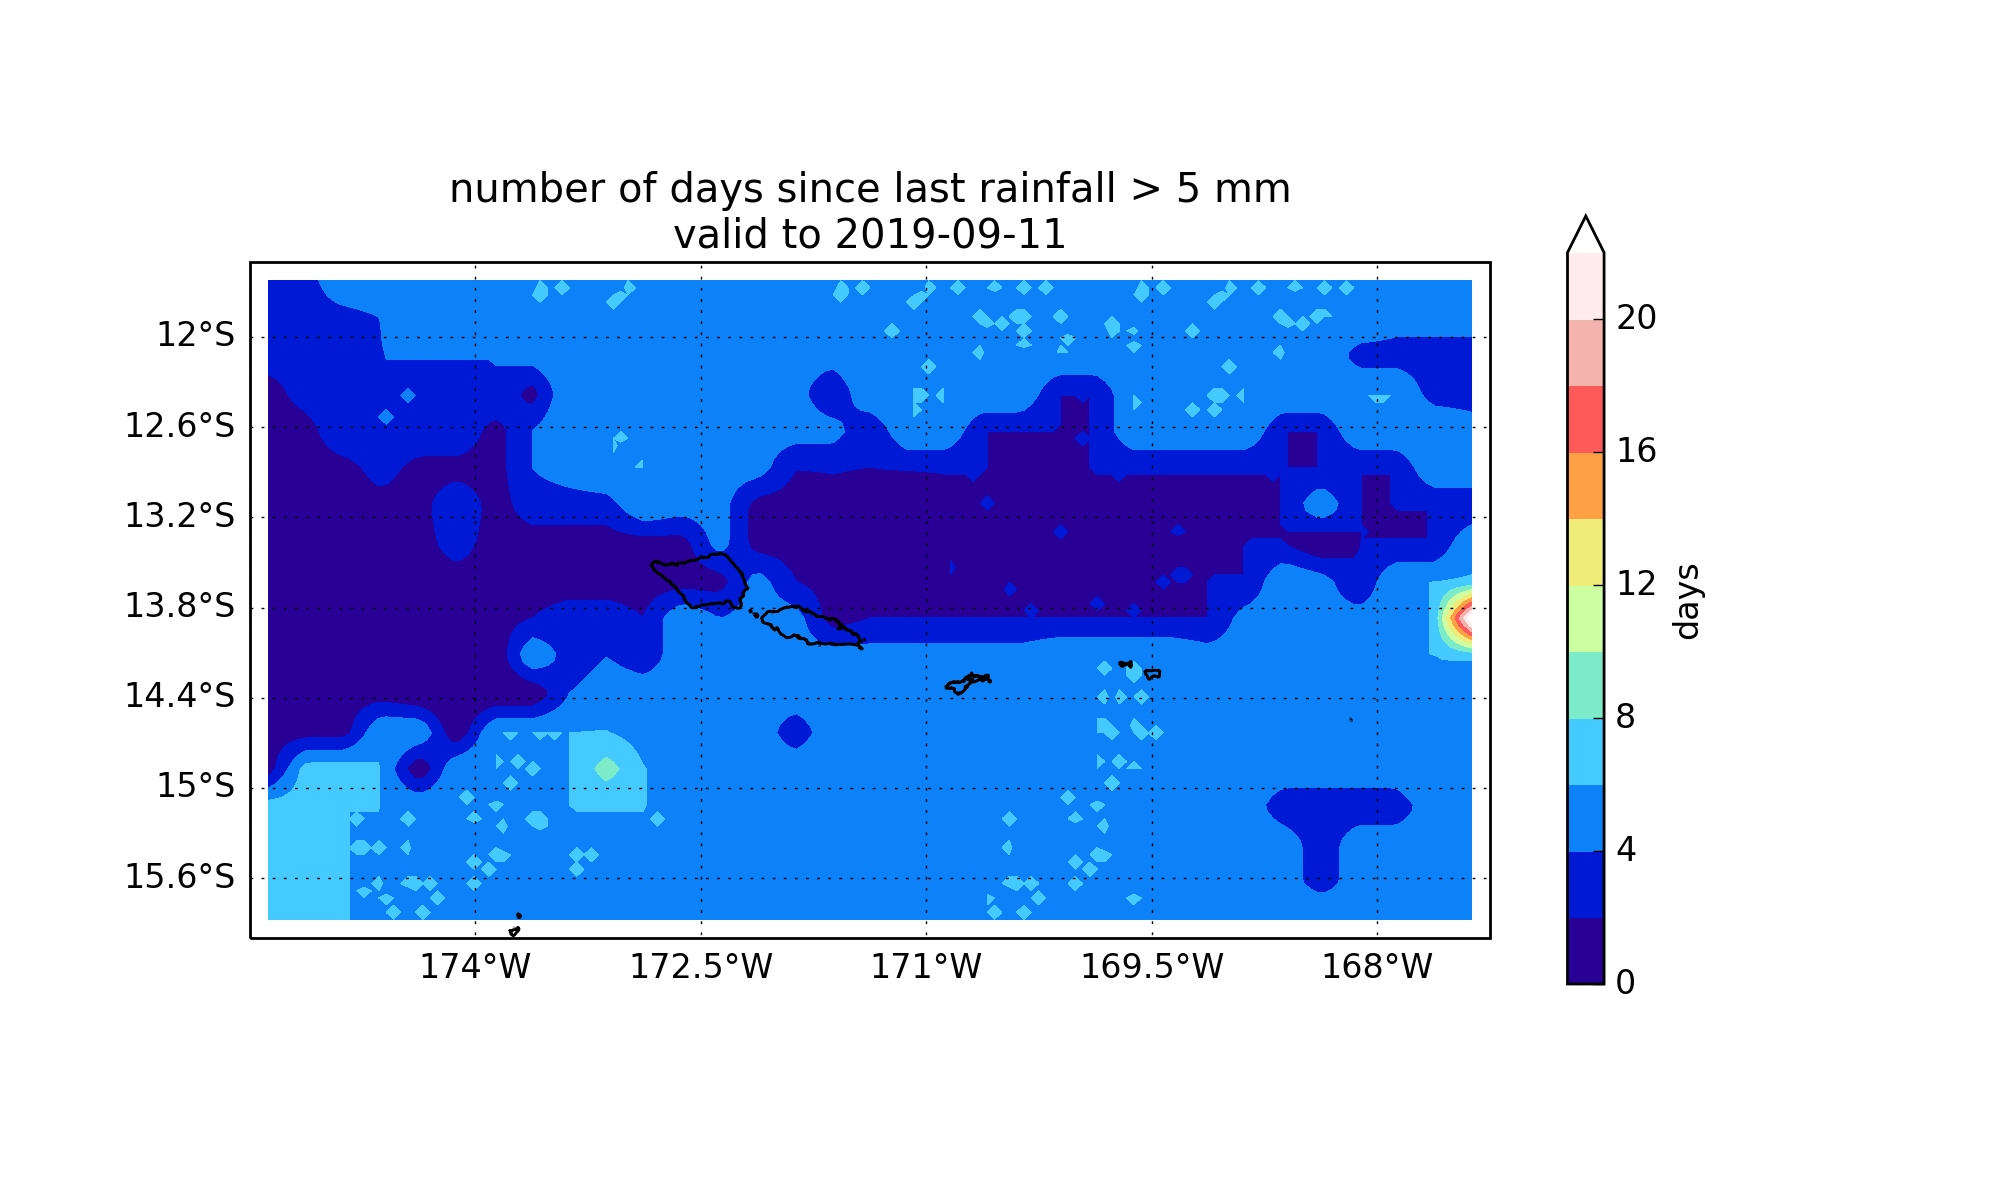 number of days since last rainfall > 5 mm
valid to 2019-09-11
12°S
12.6°S
13.2°S
13.8°S
14.4°S
15°S
15.6°S
174°W
172.5°W
171°W
169.5°W
168°W
20
16
12
8
4
0
days